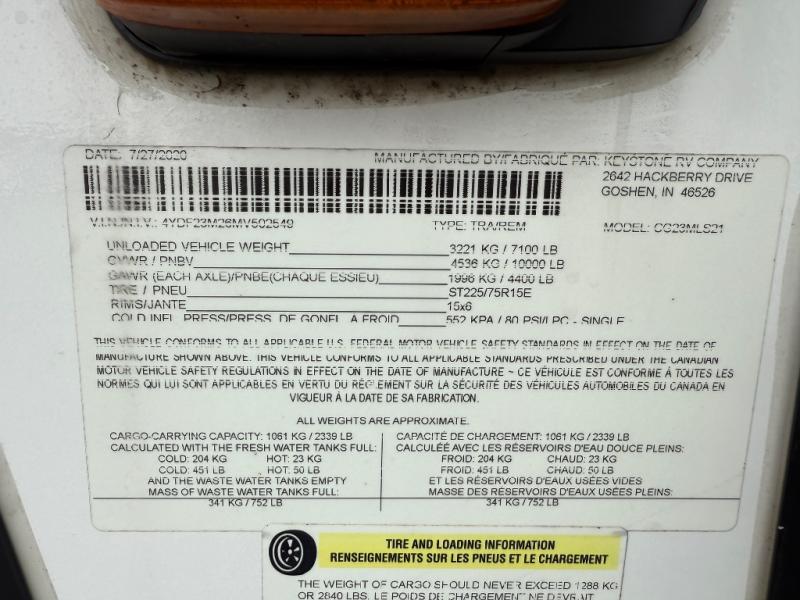 DATE: 7/27/2020 MANUFACTURED BY/FABRIQUÉ PAR: KEYSTONE RV COMPANY
2642 HACKBERRY DRIVE
GOSHEN, IN 46526
V.I.N./N.I.V.: 4YDF23M26MV502549 TYPE: TRA/REM MODEL: CG23MLS21
UNLOADED VEHICLE WEIGHT 3221 KG / 7100 LB
GVWR / PNBV 4536 KG / 10000 LB
GAWR (EACH AXLE)/PNBE(CHAQUE ESSIEU) 1996 KG / 4400 LB
TIRE / PNEU ST225/75R15E
RIMS/JANTE 15x6
COLD INFL PRESS/PRESS. DE GONFL A FROID 552 KPA / 80 PSI/LPC - SINGLE
THIS VEHICLE CONFORMS TO ALL APPLICABLE U.S. FEDERAL MOTOR VEHICLE SAFETY STANDARDS IN EFFECT ON THE DATE OF
MANUFACTURE SHOWN ABOVE. THIS VEHICLE CONFORMS TO ALL APPLICABLE STANDARDS PRESCRIBED UNDER THE CANADIAN
MOTOR VEHICLE SAFETY REGULATIONS IN EFFECT ON THE DATE OF MANUFACTURE ~ CE VÉHICULE EST CONFORME À TOUTES LES
NORMES QUI LUI SONT APPLICABLES EN VERTU DU RÈGLEMENT SUR LA SÉCURITÉ DES VÉHICULES AUTOMOBILES DU CANADA EN
VIGUEUR À LA DATE DE SA FABRICATION.
ALL WEIGHTS ARE APPROXIMATE.
CARGO-CARRYING CAPACITY: 1061 KG / 2339 LB
CALCULATED WITH THE FRESH WATER TANKS FULL:
COLD: 204 KG HOT: 23 KG
COLD: 451 LB HOT: 50 LB
AND THE WASTE WATER TANKS EMPTY
MASS OF WASTE WATER TANKS FULL:
341 KG / 752 LB
CAPACITÉ DE CHARGEMENT: 1061 KG / 2339 LB
CALCULÉE AVEC LES RÉSERVOIRS D'EAU DOUCE PLEINS:
FROID: 204 KG CHAUD: 23 KG
FROID: 451 LB CHAUD: 50 LB
ET LES RÉSERVOIRS D'EAUX USÉES VIDES
MASSE DES RÉSERVOIRS D'EAUX USÉES PLEINS:
341 KG / 752 LB
TIRE AND LOADING INFORMATION
RENSEIGNEMENTS SUR LES PNEUS ET LE CHARGEMENT
THE WEIGHT OF CARGO SHOULD NEVER EXCEED 1288 KG
OR 2840 LBS. LE POIDS DE CHARGEMENT NE DEVRAIT